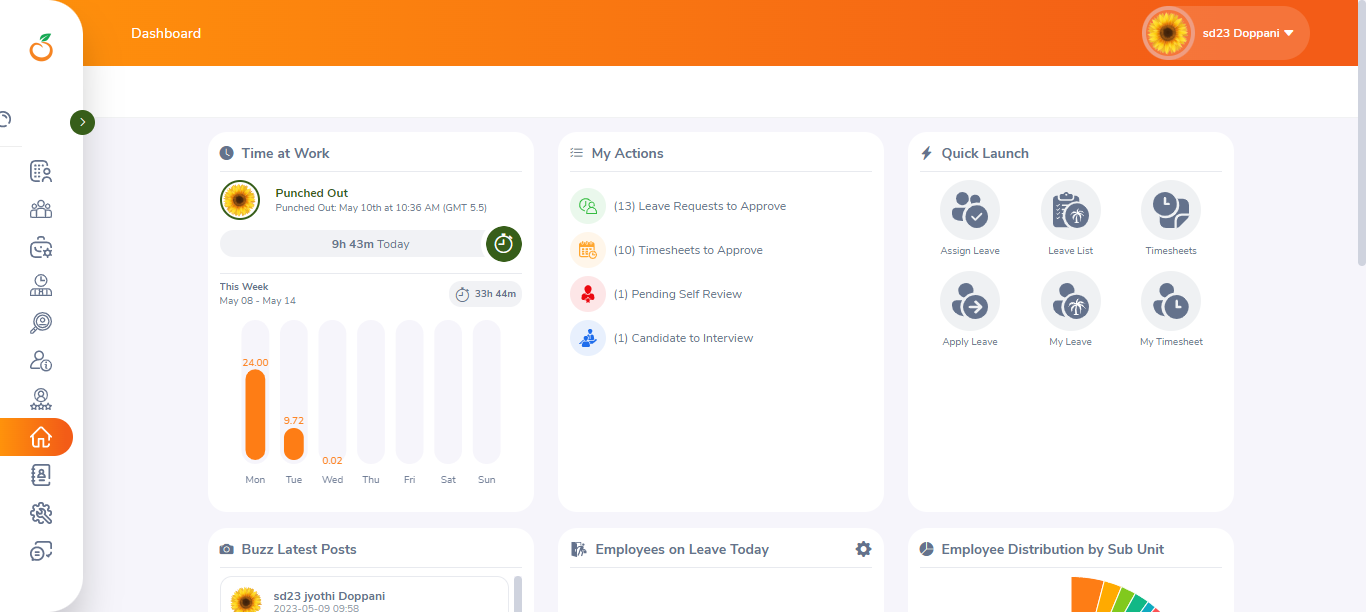 Dashboard
sd23 Doppani
Time at Work
Punched Out
Punched Out: May 10th at 10:36 AM (GMT 5.5)
9h 43m Today
This Week
May 08 - May 14
33h 44m
24.00
9.72
0.02
Mon Tue Wed Thu Fri Sat Sun
My Actions
(13) Leave Requests to Approve
(10) Timesheets to Approve
(1) Pending Self Review
(1) Candidate to Interview
Quick Launch
Assign Leave
Leave List
Timesheets
Apply Leave
My Leave
My Timesheet
Buzz Latest Posts
sd23 jyothi Doppani
2023-05-09 09:58
Employees on Leave Today
Employee Distribution by Sub Unit